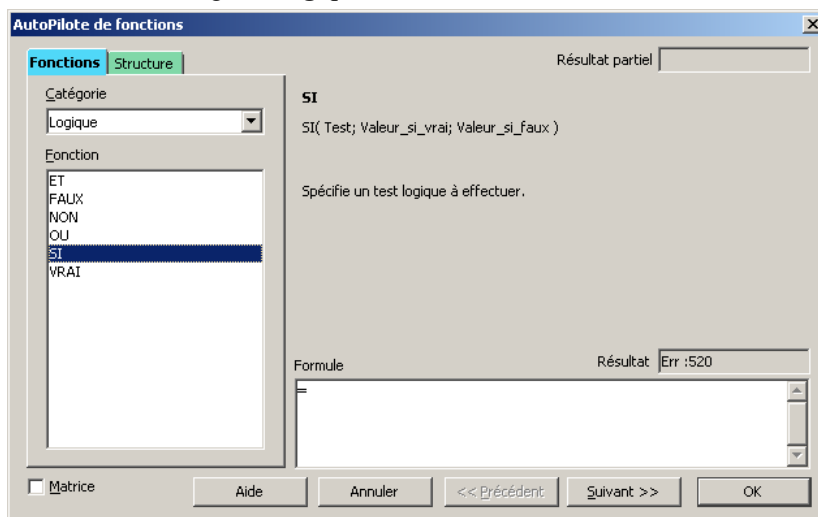 AutoPilote de fonctions
Fonctions Structure
Résultat partiel
Catégorie
Logique
SI
SI( Test; Valeur_si_vrai; Valeur_si_faux )
Fonction
ET
FAUX
NON
OU
SI
VRAI
Spécifie un test logique à effectuer.
Formule
Résultat Err :520
=
Matrice
Aide Annuler << Précédent Suivant >> OK